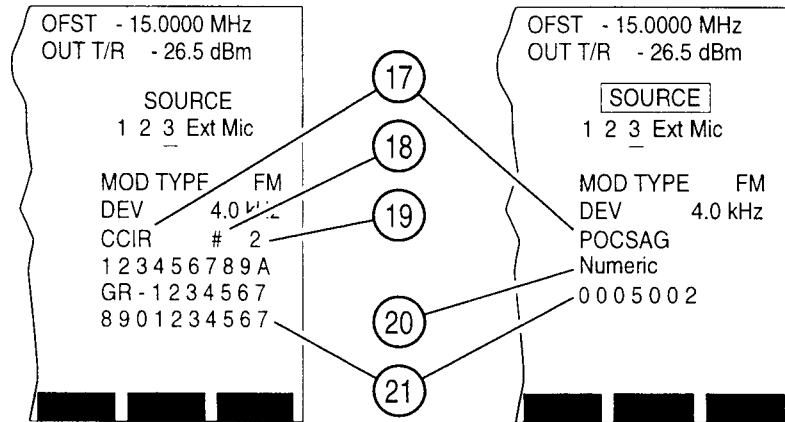 OFST - 15.0000 MHz
OUT T/R - 26.5 dBm
SOURCE
1 2 3 Ext Mic
MOD TYPE FM
DEV 4.0 kHz
CCIR # 2
1 2 3 4 5 6 7 8 9 A
GR - 1 2 3 4 5 6 7
8 9 0 1 2 3 4 5 6 7
17
18
19
20
21
OFST - 15.0000 MHz
OUT T/R - 26.5 dBm
SOURCE
1 2 3 Ext Mic
MOD TYPE FM
DEV 4.0 kHz
POCSAG
Numeric
0 0 0 5 0 0 2